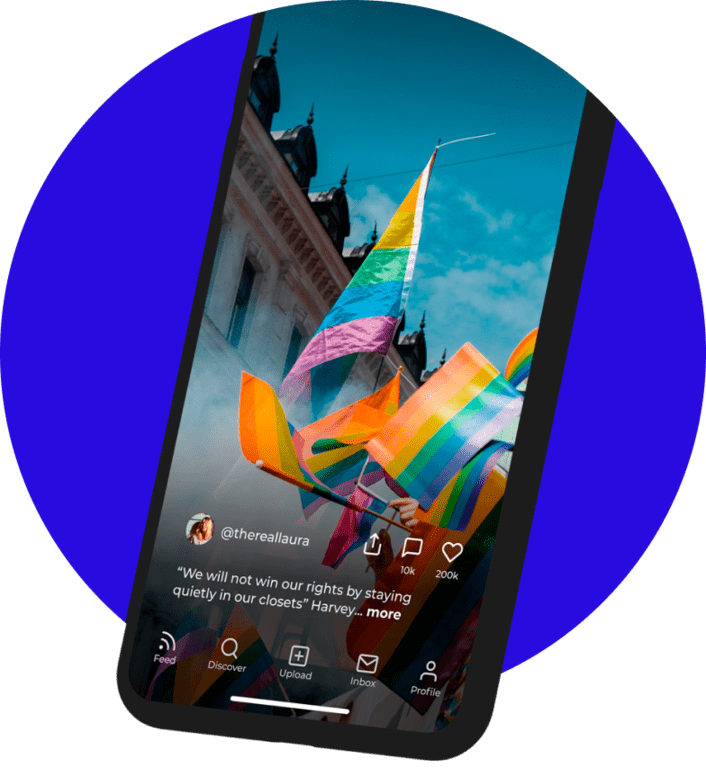 @thereallaura
10k
200k
“We will not win our rights by staying
quietly in our closets” Harvey... more
Feed
Discover
Upload
Inbox
Profile